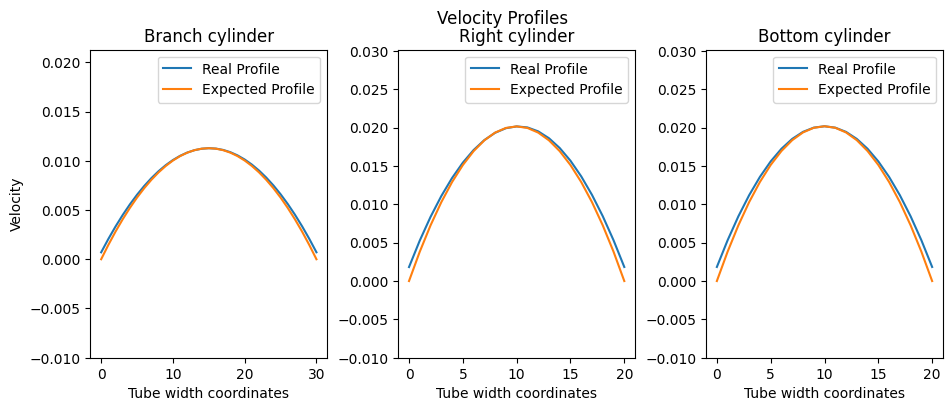 Velocity Profiles
Branch cylinder
Velocity
0.020
0.015
0.010
0.005
0.000
−0.005
−0.010
Real Profile
Expected Profile
0 10 20 30
Tube width coordinates
Right cylinder
0.030
0.025
0.020
0.015
0.010
0.005
0.000
−0.005
−0.010
Real Profile
Expected Profile
0 5 10 15 20
Tube width coordinates
Bottom cylinder
0.030
0.025
0.020
0.015
0.010
0.005
0.000
−0.005
−0.010
Real Profile
Expected Profile
0 5 10 15 20
Tube width coordinates